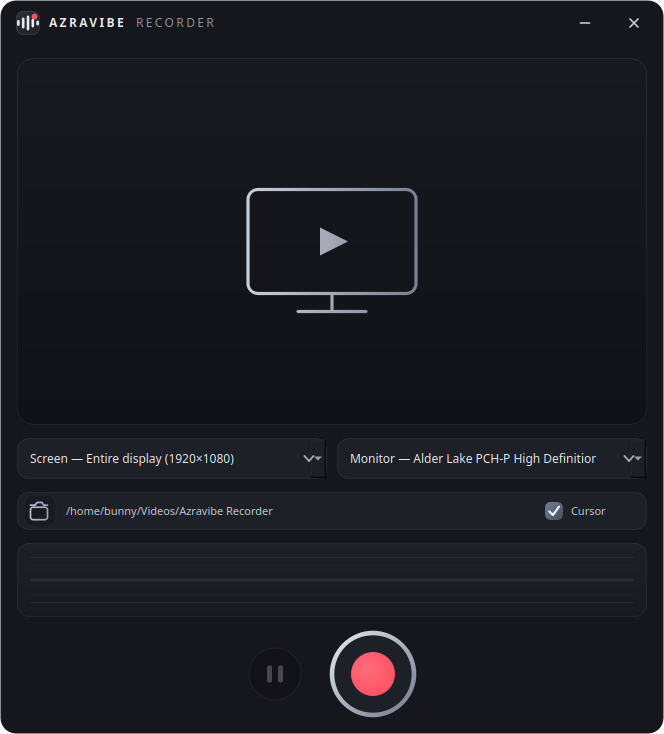 AZRAVIBE RECORDER
Screen — Entire display (1920×1080)
Monitor — Alder Lake PCH-P High Definitior
/home/bunny/Videos/Azravibe Recorder
Cursor